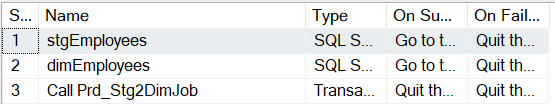 S... Name Type On Su... On Fail...
1 stgEmployees SQL S... Go to t... Quit th...
2 dimEmployees SQL S... Go to t... Quit th...
3 Call Prd_Stg2DimJob Transa... Quit th... Quit th...